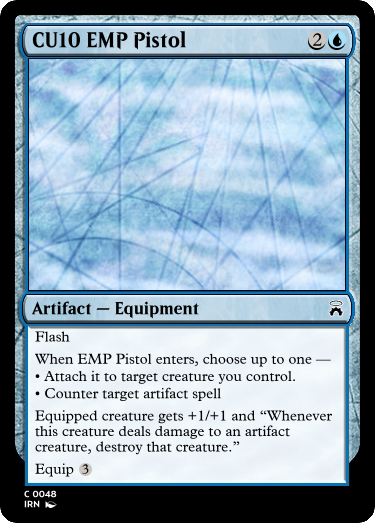 CU10 EMP Pistol 2
Artifact — Equipment
Flash
When EMP Pistol enters, choose up to one —
• Attach it to target creature you control.
• Counter target artifact spell
Equipped creature gets +1/+1 and “Whenever
this creature deals damage to an artifact
creature, destroy that creature.”
Equip 3
C 0048
IRN